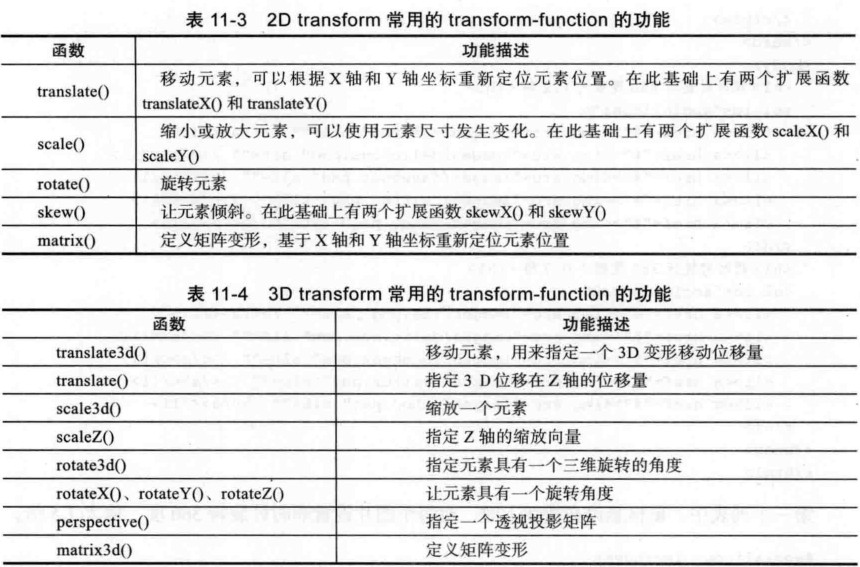 表 11-3 2D transform 常用的 transform-function 的功能
函数 功能描述
translate() 移动元素，可以根据 X 轴和 Y 轴坐标重新定位元素位置。在此基础上有两个扩展函数
translateX() 和 translateY()
scale() 缩小或放大元素，可以使用元素尺寸发生变化。在此基础上有两个扩展函数 scaleX() 和
scaleY()
rotate() 旋转元素
skew() 让元素倾斜。在此基础上有两个扩展函数 skewX() 和 skewY()
matrix() 定义矩阵变形，基于 X 轴和 Y 轴坐标重新定位元素位置
表 11-4 3D transform 常用的 transform-function 的功能
函数 功能描述
translate3d() 移动元素，用来指定一个 3D 变形移动位移量
translate() 指定 3 D 位移在 Z 轴的位移量
scale3d() 缩放一个元素
scaleZ() 指定 Z 轴的缩放向量
rotate3d() 指定元素具有一个三维旋转的角度
rotateX()、rotateY()、rotateZ() 让元素具有一个旋转角度
perspective() 指定一个透视投影矩阵
matrix3d() 定义矩阵变形